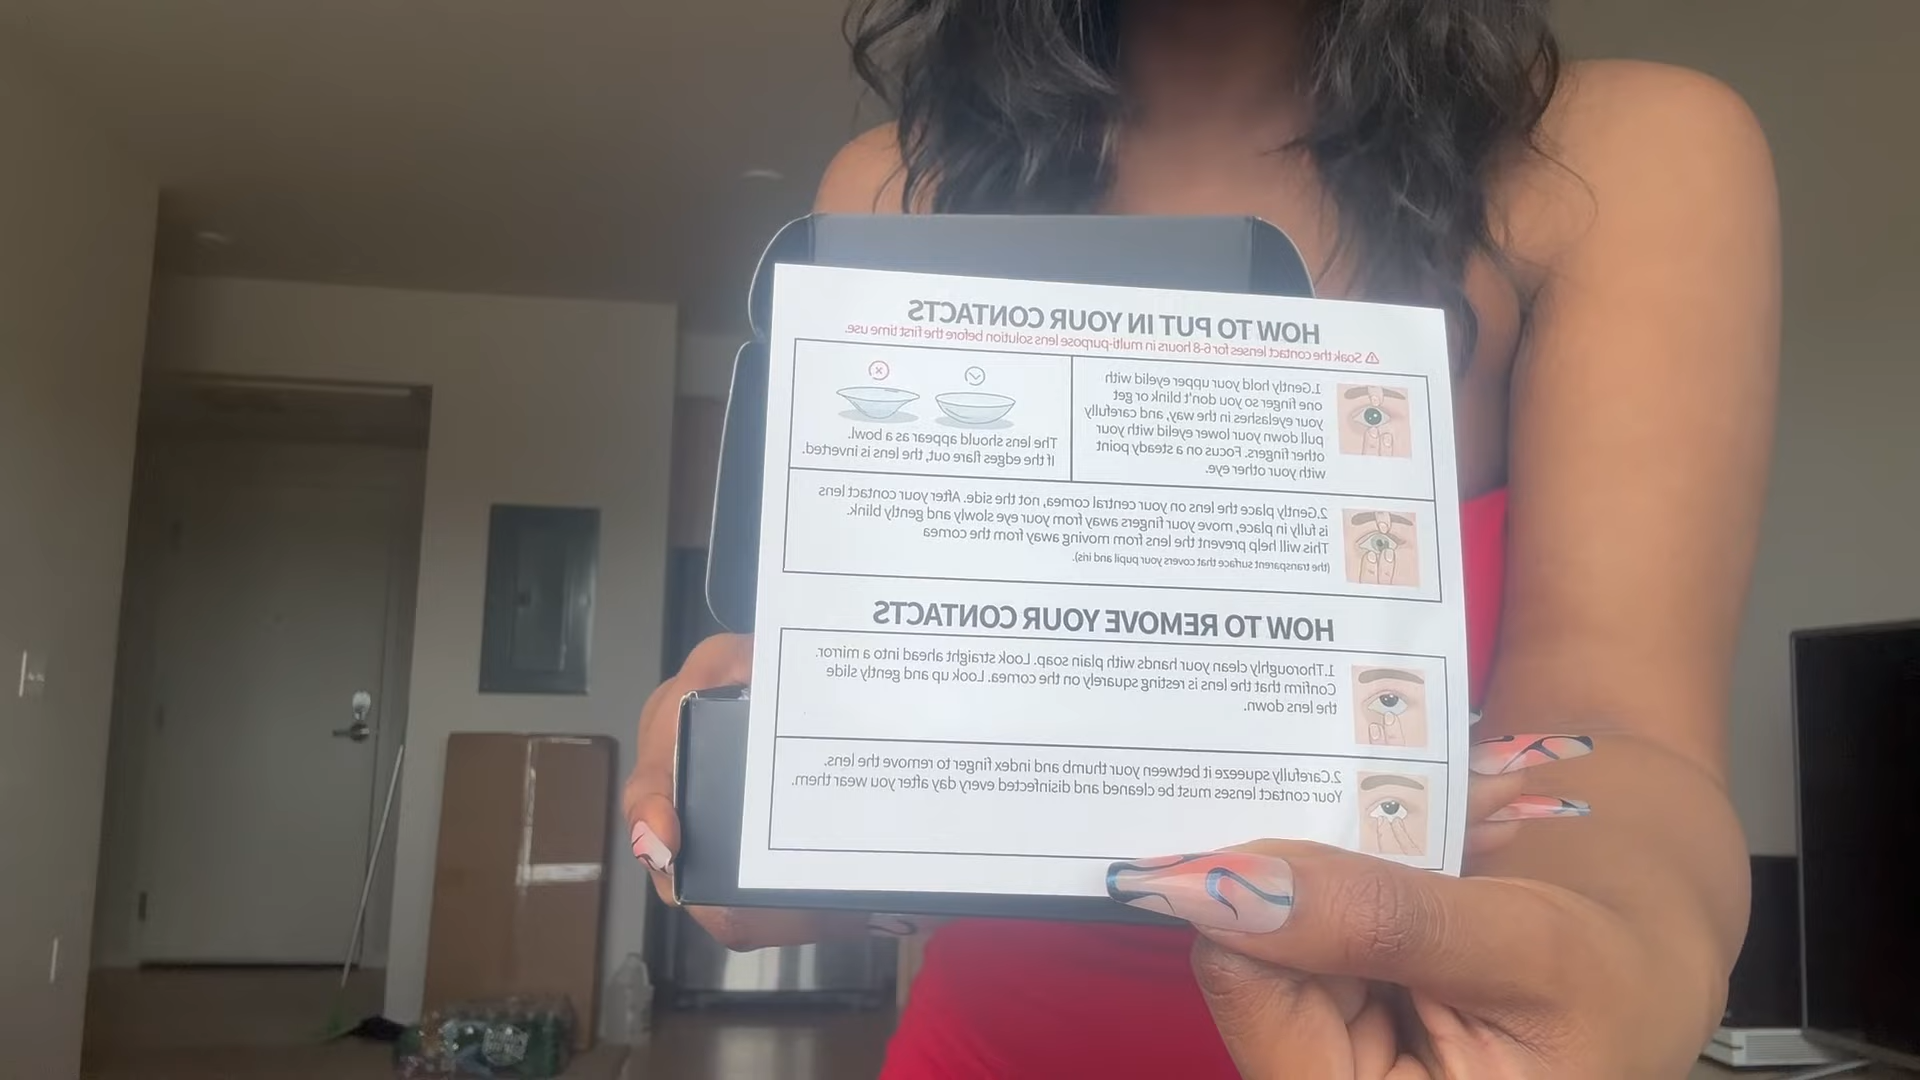 HOW TO PUT IN YOUR CONTACTS
Soak the contact lenses for 6-8 hours in multi-purpose lens solution before the first time use.
1.Gently hold your upper eyelid with
one finger so you don't blink or get
your eyelashes in the way, and carefully
pull down your lower eyelid with your
other fingers. Focus on a steady point
with your other eye.
The lens should appear as a bowl.
If the edges flare out, the lens is inverted.
2.Gently place the lens on your central cornea, not the side. After your contact lens
is fully in place, move your fingers away from your eye slowly and gently blink.
This will help prevent the lens from moving away from the cornea
(the transparent surface that covers your pupil and iris).
HOW TO REMOVE YOUR CONTACTS
1.Thoroughly clean your hands with plain soap. Look straight ahead into a mirror.
Confirm that the lens is resting squarely on the cornea. Look up and gently slide
the lens down.
2.Carefully squeeze it between your thumb and index finger to remove the lens.
Your contact lenses must be cleaned and disinfected every day after you wear them.